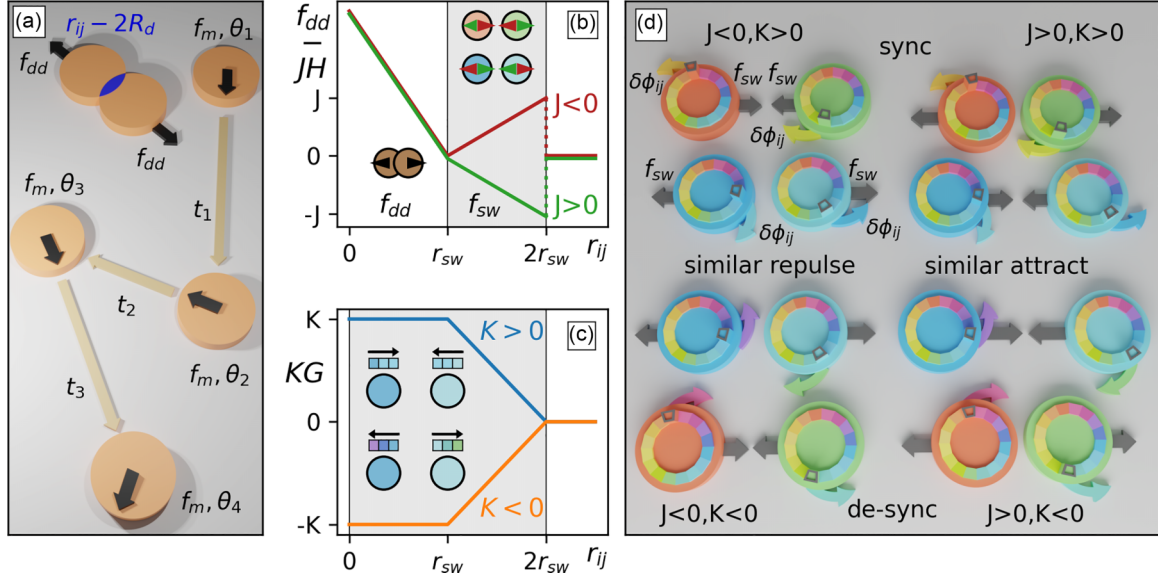 (a)
r_ij − 2R_d
f_m, θ_1
f_dd
f_dd
f_m, θ_3
t_1
t_2
f_m, θ_2
t_3
f_m, θ_4
(b)
f_dd
JH
J
0
-J
J<0
J>0
f_dd
f_sw
0
r_sw
2r_sw
r_ij
(c)
K
KG
0
-K
K > 0
K < 0
0
r_sw
2r_sw
r_ij
(d)
J<0,K>0
sync
J>0,K>0
δϕ_ij
f_sw
f_sw
δϕ_ij
f_sw
f_sw
δϕ_ij
δϕ_ij
similar repulse
similar attract
J<0,K<0
de-sync
J>0,K<0